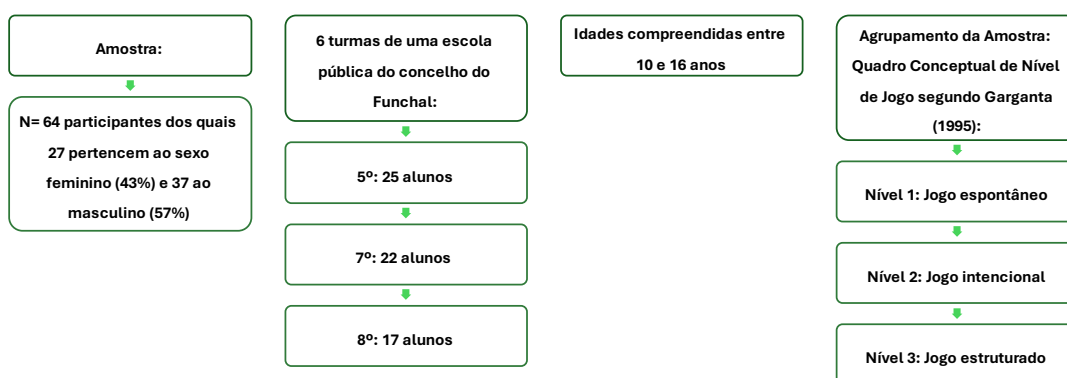 Amostra:
N= 64 participantes dos quais
27 pertencem ao sexo
feminino (43%) e 37 ao
masculino (57%)
6 turmas de uma escola
pública do concelho do
Funchal:
5º: 25 alunos
7º: 22 alunos
8º: 17 alunos
Idades compreendidas entre
10 e 16 anos
Agrupamento da Amostra:
Quadro Conceptual de Nível
de Jogo segundo Garganta
(1995):
Nível 1: Jogo espontâneo
Nível 2: Jogo intencional
Nível 3: Jogo estruturado